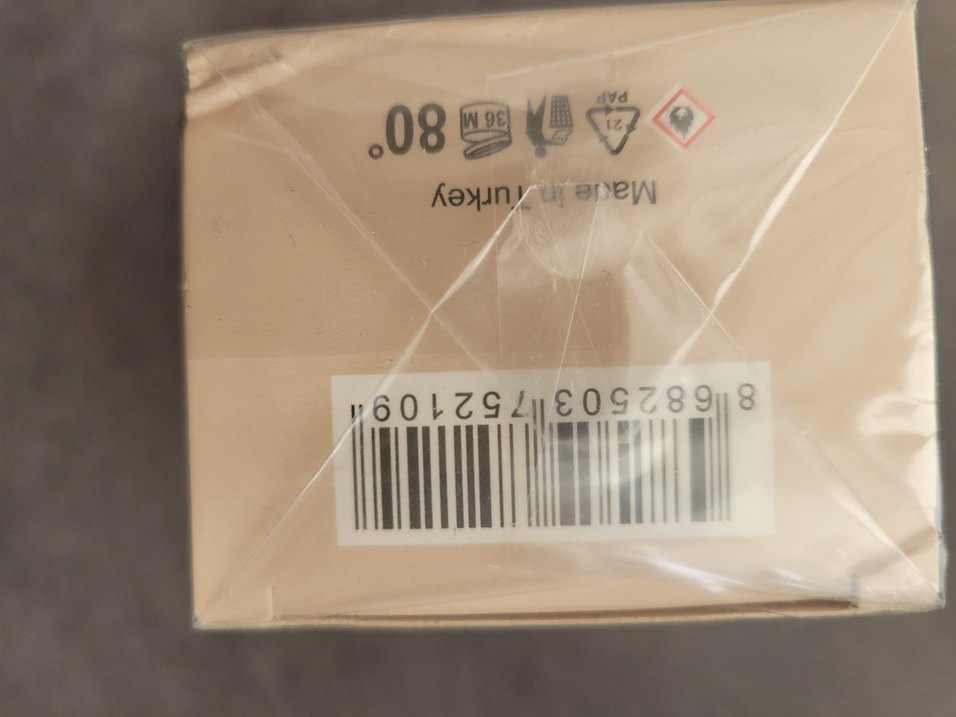 8 682503 752109
Made in Turkey
21 36 M 80°
PAP